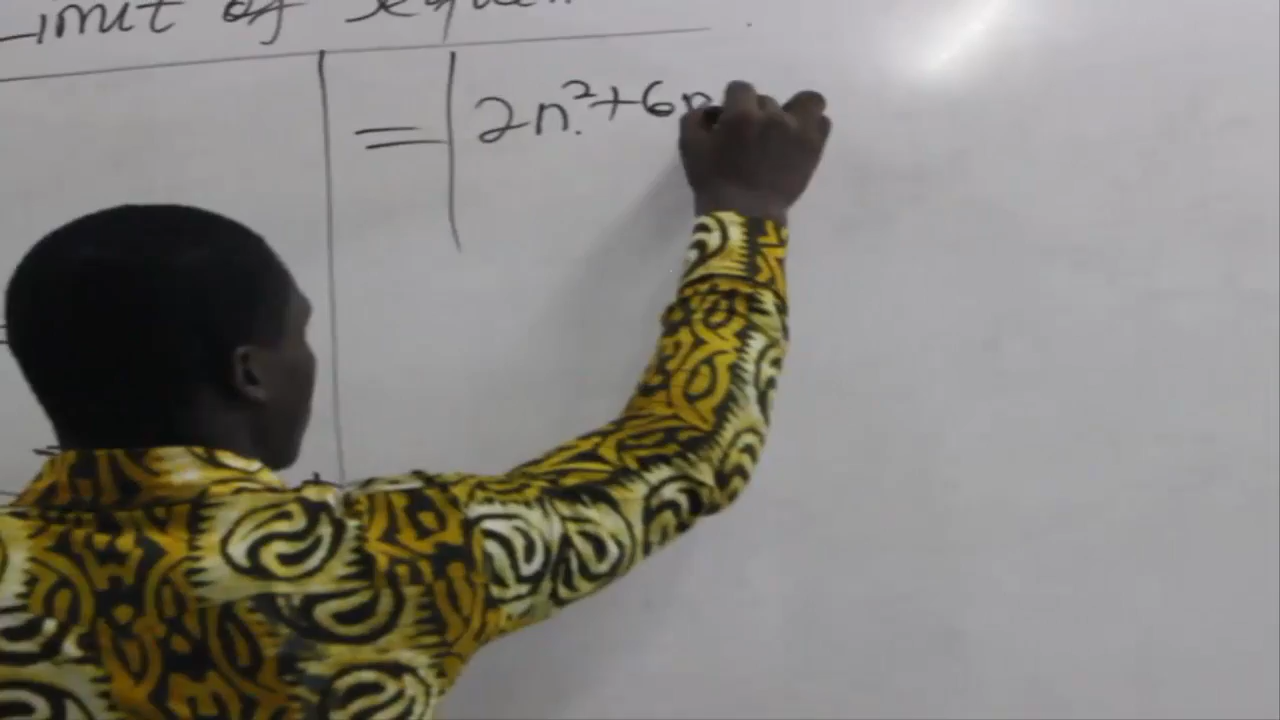 Limit of Sequen
= | 2n² + 6n